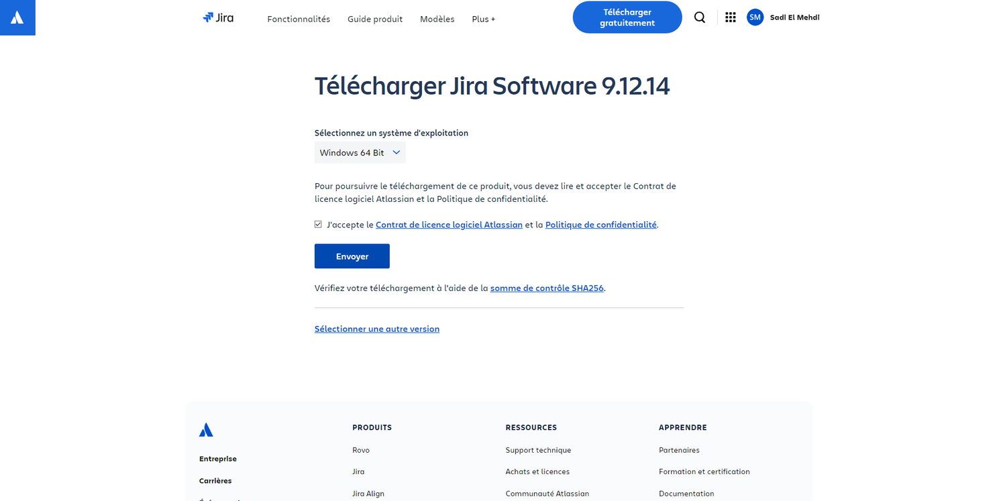 Jira
Fonctionnalités
Guide produit
Modèles
Plus +
Télécharger
gratuitement
SM
Sadi El Mehdi
Télécharger Jira Software 9.12.14
Sélectionnez un système d'exploitation
Windows 64 Bit
Pour poursuivre le téléchargement de ce produit, vous devez lire et accepter le Contrat de
licence logiciel Atlassian et la Politique de confidentialité.
J'accepte le Contrat de licence logiciel Atlassian et la Politique de confidentialité.
Envoyer
Vérifiez votre téléchargement à l'aide de la somme de contrôle SHA256.
Sélectionner une autre version
Entreprise
Carrières
PRODUITS
Rovo
Jira
Jira Align
RESSOURCES
Support technique
Achats et licences
Communauté Atlassian
APPRENDRE
Partenaires
Formation et certification
Documentation